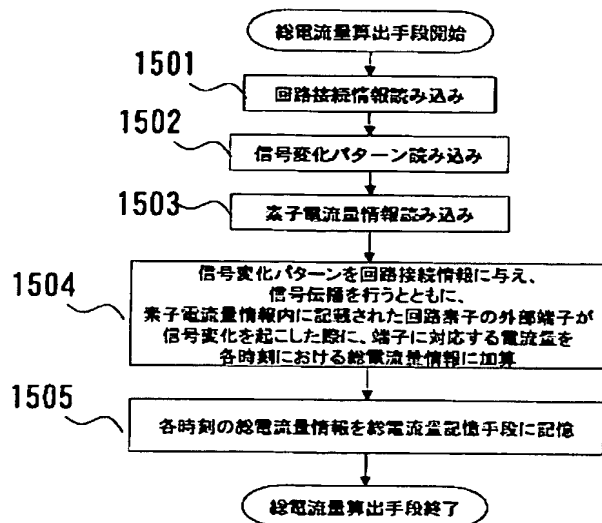 総電流量算出手段開始
1501
回路接続情報読み込み
1502
信号変化パターン読み込み
1503
素子電流量情報読み込み
1504
信号変化パターンを回路接続情報に与え、
信号伝播を行うとともに、
素子電流量情報内に記載された回路素子の外部端子が
信号変化を起こした際に、端子に対応する電流量を
各時刻における総電流量情報に加算
1505
各時刻の総電流量情報を総電流量記憶手段に記憶
総電流量算出手段終了